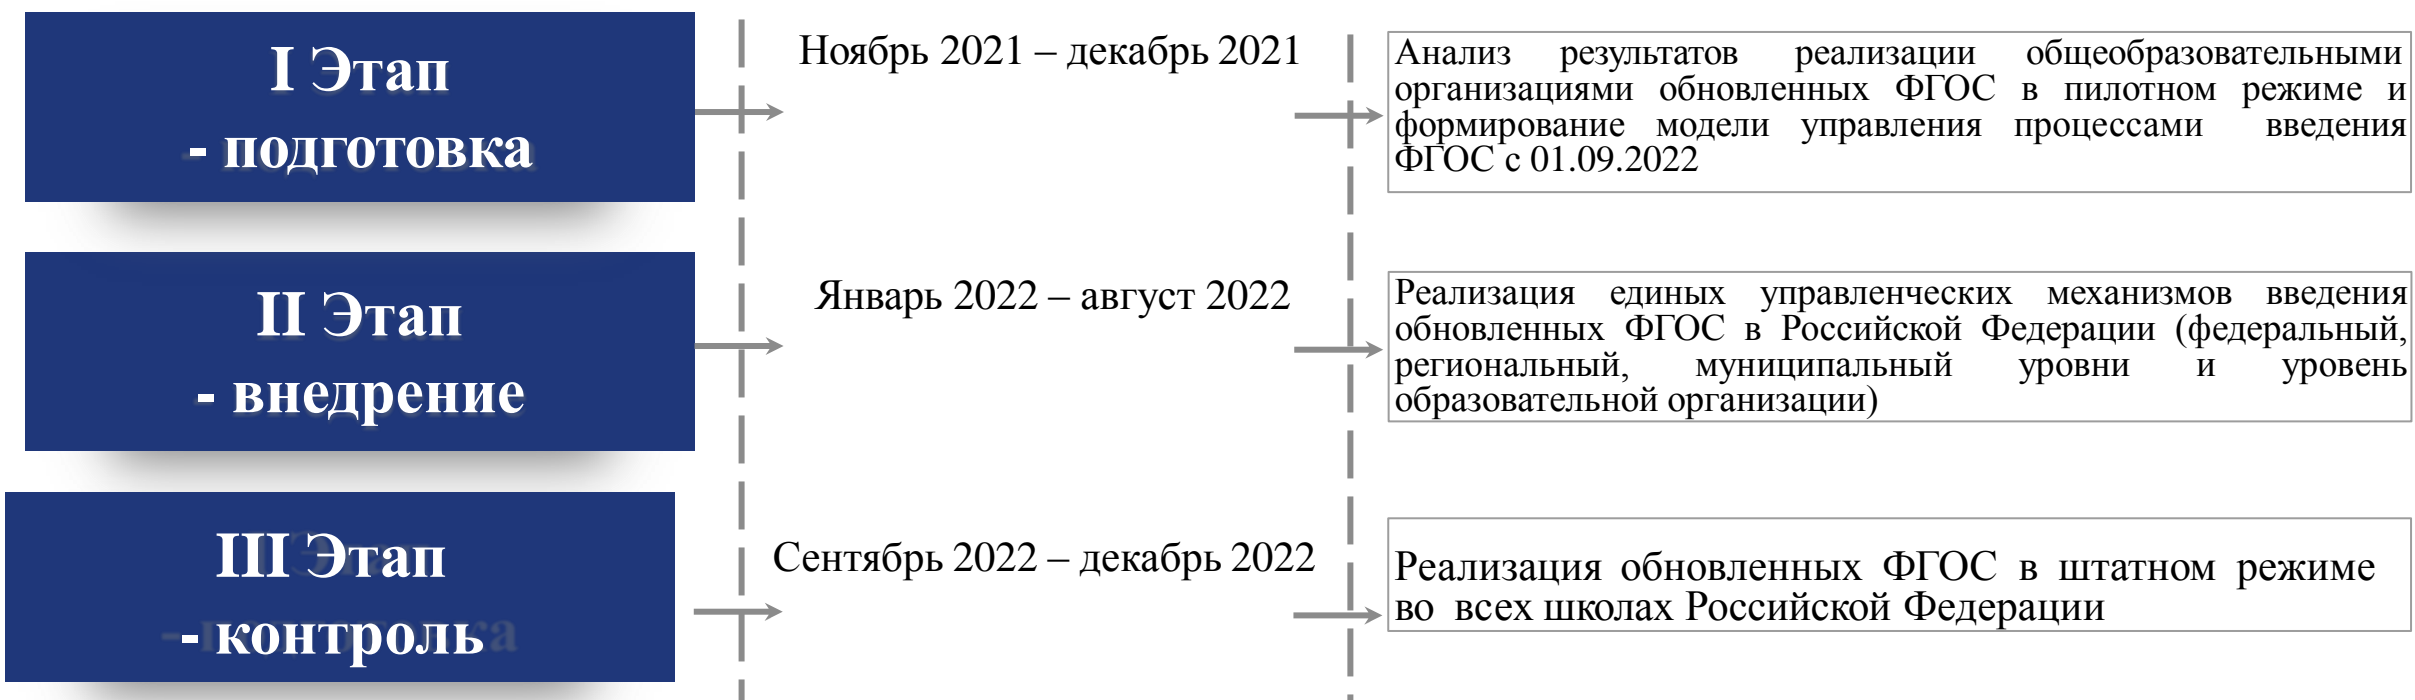 I Этап
- подготовка
Ноябрь 2021 – декабрь 2021
Анализ результатов реализации общеобразовательными
организациями обновленных ФГОС в пилотном режиме и
формирование модели управления процессами введения
ФГОС с 01.09.2022
II Этап
- внедрение
Январь 2022 – август 2022
Реализация единых управленческих механизмов введения
обновленных ФГОС в Российской Федерации (федеральный,
региональный, муниципальный уровни и уровень
образовательной организации)
III Этап
- контроль
Сентябрь 2022 – декабрь 2022
Реализация обновленных ФГОС в штатном режиме
во всех школах Российской Федерации